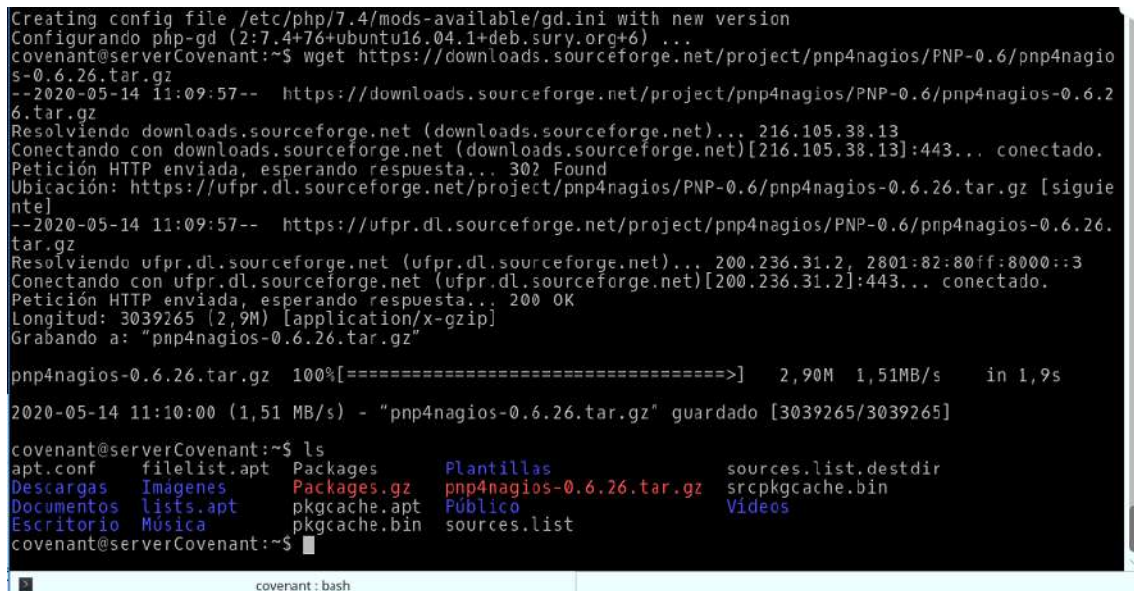 Creating config file /etc/php/7.4/mods-available/gd.ini with new version
Configurando php-gd (2:7.4+76+ubuntu16.04.1+deb.sury.org+6) ...
covenant@serverCovenant:~$ wget https://downloads.sourceforge.net/project/pnp4nagios/PNP-0.6/pnp4nagio
s-0.6.26.tar.gz
--2020-05-14 11:09:57--  https://downloads.sourceforge.net/project/pnp4nagios/PNP-0.6/pnp4nagios-0.6.2
6.tar.gz
Resolviendo downloads.sourceforge.net (downloads.sourceforge.net)... 216.105.38.13
Conectando con downloads.sourceforge.net (downloads.sourceforge.net)[216.105.38.13]:443... conectado.
Petición HTTP enviada, esperando respuesta... 302 Found
Ubicación: https://ufpr.dl.sourceforge.net/project/pnp4nagios/PNP-0.6/pnp4nagios-0.6.26.tar.gz [siguie
nte]
--2020-05-14 11:09:57--  https://ufpr.dl.sourceforge.net/project/pnp4nagios/PNP-0.6/pnp4nagios-0.6.26.
tar.gz
Resolviendo ufpr.dl.sourceforge.net (ufpr.dl.sourceforge.net)... 200.236.31.2, 2801:82:80ff:8000::3
Conectando con ufpr.dl.sourceforge.net (ufpr.dl.sourceforge.net)[200.236.31.2]:443... conectado.
Petición HTTP enviada, esperando respuesta... 200 OK
Longitud: 3039265 (2,9M) [application/x-gzip]
Grabando a: “pnp4nagios-0.6.26.tar.gz”
pnp4nagios-0.6.26.tar.gz  100%[===================================>]   2,90M  1,51MB/s    in 1,9s
2020-05-14 11:10:00 (1,51 MB/s) - “pnp4nagios-0.6.26.tar.gz” guardado [3039265/3039265]
covenant@serverCovenant:~$ ls
apt.conf    filelist.apt  Packages      Plantillas                sources.list.destdir
Descargas   Imágenes      Packages.gz   pnp4nagios-0.6.26.tar.gz  srcpkgcache.bin
Documentos  lists.apt     pkgcache.apt  Público                   Vídeos
Escritorio  Música        pkgcache.bin  sources.list
covenant@serverCovenant:~$
covenant : bash